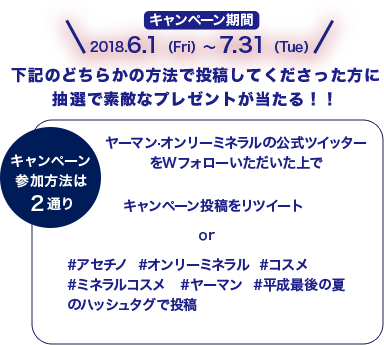 キャンペーン期間
2018.6.1（Fri）～7.31（Tue）
下記のどちらかの方法で投稿してくださった方に
抽選で素敵なプレゼントが当たる！！
キャンペーン
参加方法は
2通り
ヤーマン·オンリーミネラルの公式ツイッター
をWフォローいただいた上で
キャンペーン投稿をリツイート
or
#アセチノ #オンリーミネラル #コスメ
#ミネラルコスメ #ヤーマン #平成最後の夏
のハッシュタグで投稿